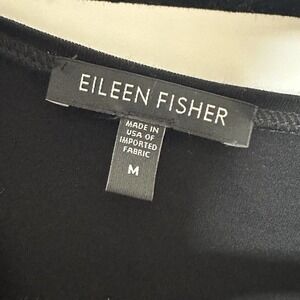 EILEEN FISHER
MADE IN
USA OF
IMPORTED
FABRIC
M